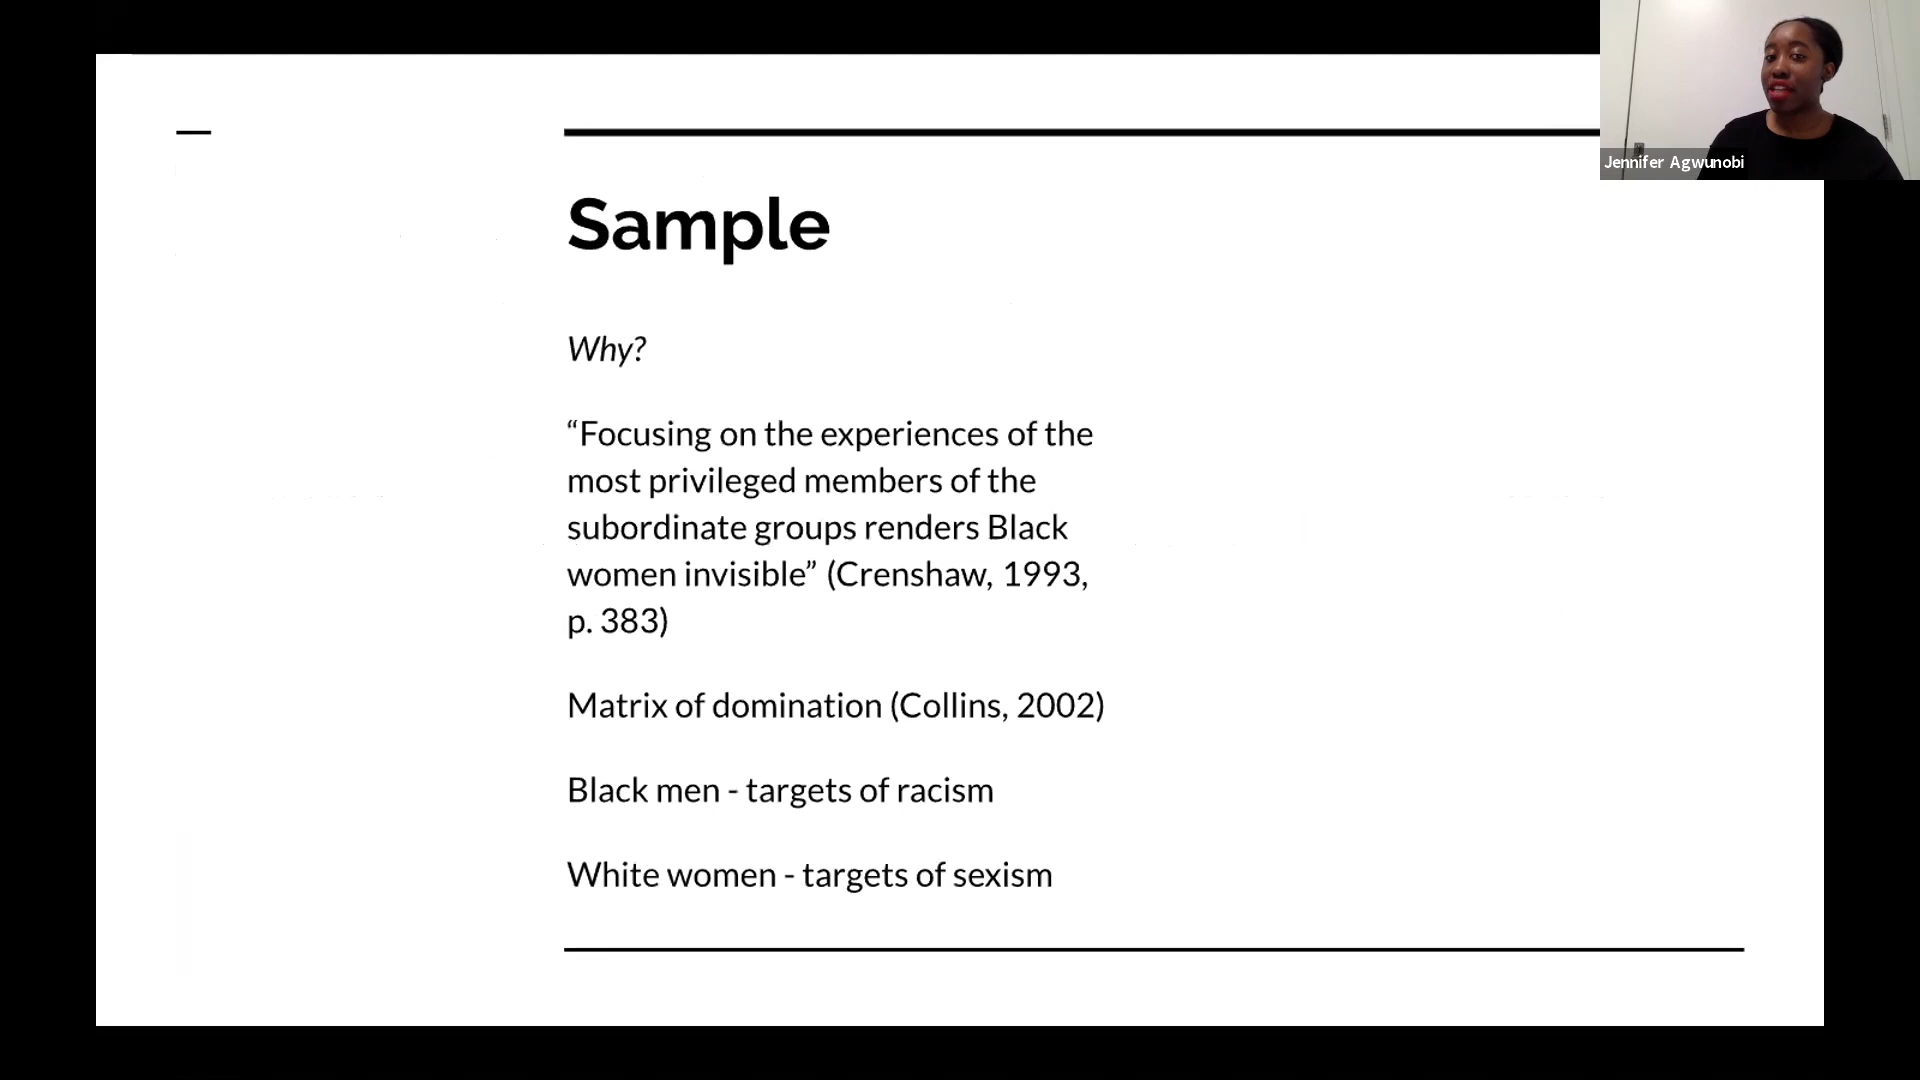 Jennifer Agwunobi
Sample
Why?
“Focusing on the experiences of the
most privileged members of the
subordinate groups renders Black
women invisible” (Crenshaw, 1993,
p. 383)
Matrix of domination (Collins, 2002)
Black men - targets of racism
White women - targets of sexism